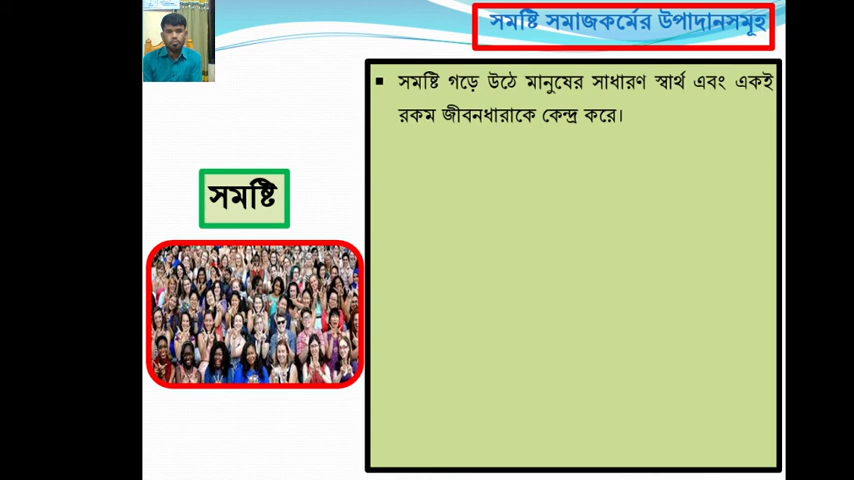 সমষ্টি সমাজকর্মের উপাদানসমূহ
▪ সমষ্টি গড়ে উঠে মানুষের সাধারণ স্বার্থ এবং একই
রকম জীবনধারাকে কেন্দ্র করে।
সমষ্টি